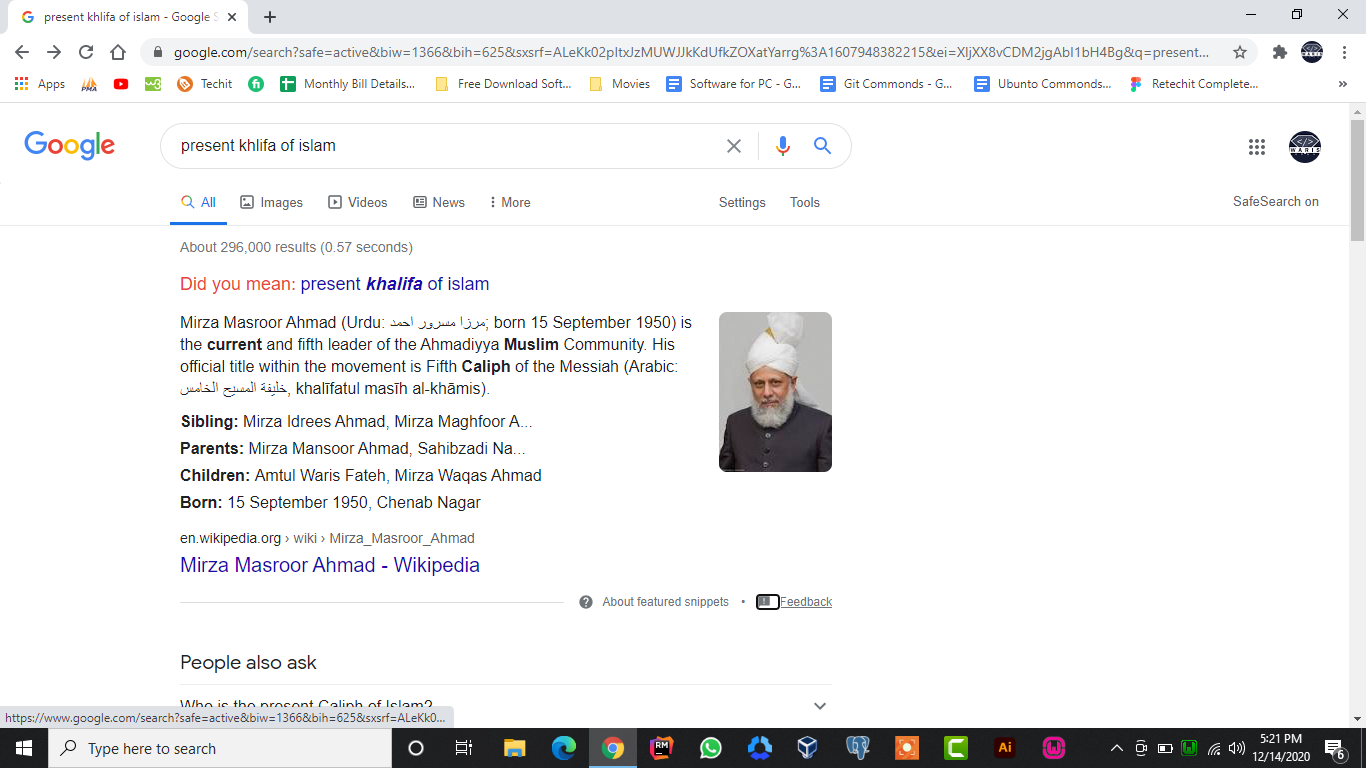 present khlifa of islam - Google S
google.com/search?safe=active&biw=1366&bih=625&sxsrf=ALeKk02pItxJzMUWJJkKdUfkZOXatYarrg%3A1607948382215&ei=XljXX8vCDM2jgAbI1bH4Bg&q=present...
Apps Techit Monthly Bill Details... Free Download Soft... Movies Software for PC - G... Git Commonds - G... Ubunto Commonds... Retechit Complete... »
Google present khlifa of islam WARIS
All Images Videos News More Settings Tools SafeSearch on
About 296,000 results (0.57 seconds)
Did you mean: present khalifa of islam
Mirza Masroor Ahmad (Urdu: مرزا مسرور احمد; born 15 September 1950) is
the current and fifth leader of the Ahmadiyya Muslim Community. His
official title within the movement is Fifth Caliph of the Messiah (Arabic:
خليفة المسيح الخامس, khalīfatul masīh al-khāmis).
Sibling: Mirza Idrees Ahmad, Mirza Maghfoor A...
Parents: Mirza Mansoor Ahmad, Sahibzadi Na...
Children: Amtul Waris Fateh, Mirza Waqas Ahmad
Born: 15 September 1950, Chenab Nagar
en.wikipedia.org › wiki › Mirza_Masroor_Ahmad
Mirza Masroor Ahmad - Wikipedia
About featured snippets • Feedback
People also ask
Who is the present Caliph of Islam?
https://www.google.com/search?safe=active&biw=1366&bih=625&sxsrf=ALeKk0...
Type here to search
5:21 PM
12/14/2020
6